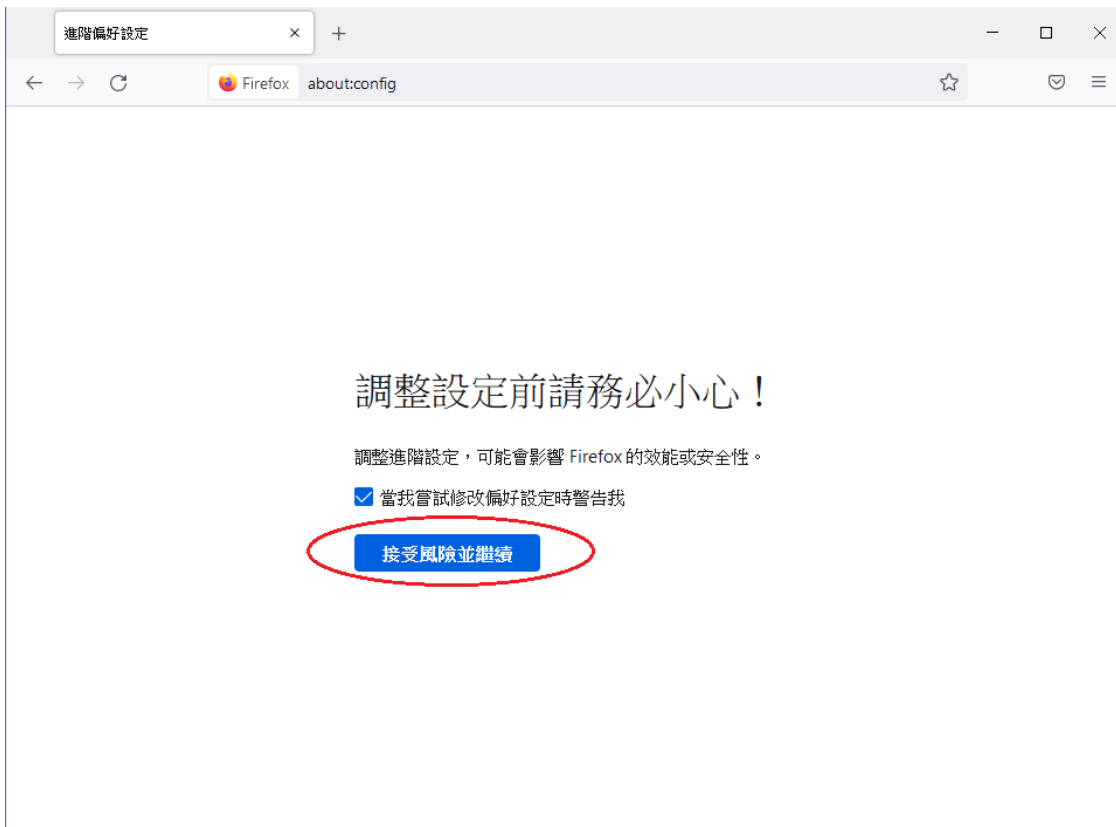 進階偏好設定
Firefox about:config
調整設定前請務必小心！
調整進階設定，可能會影響 Firefox 的效能或安全性。
當我嘗試修改偏好設定時警告我
接受風險並繼續